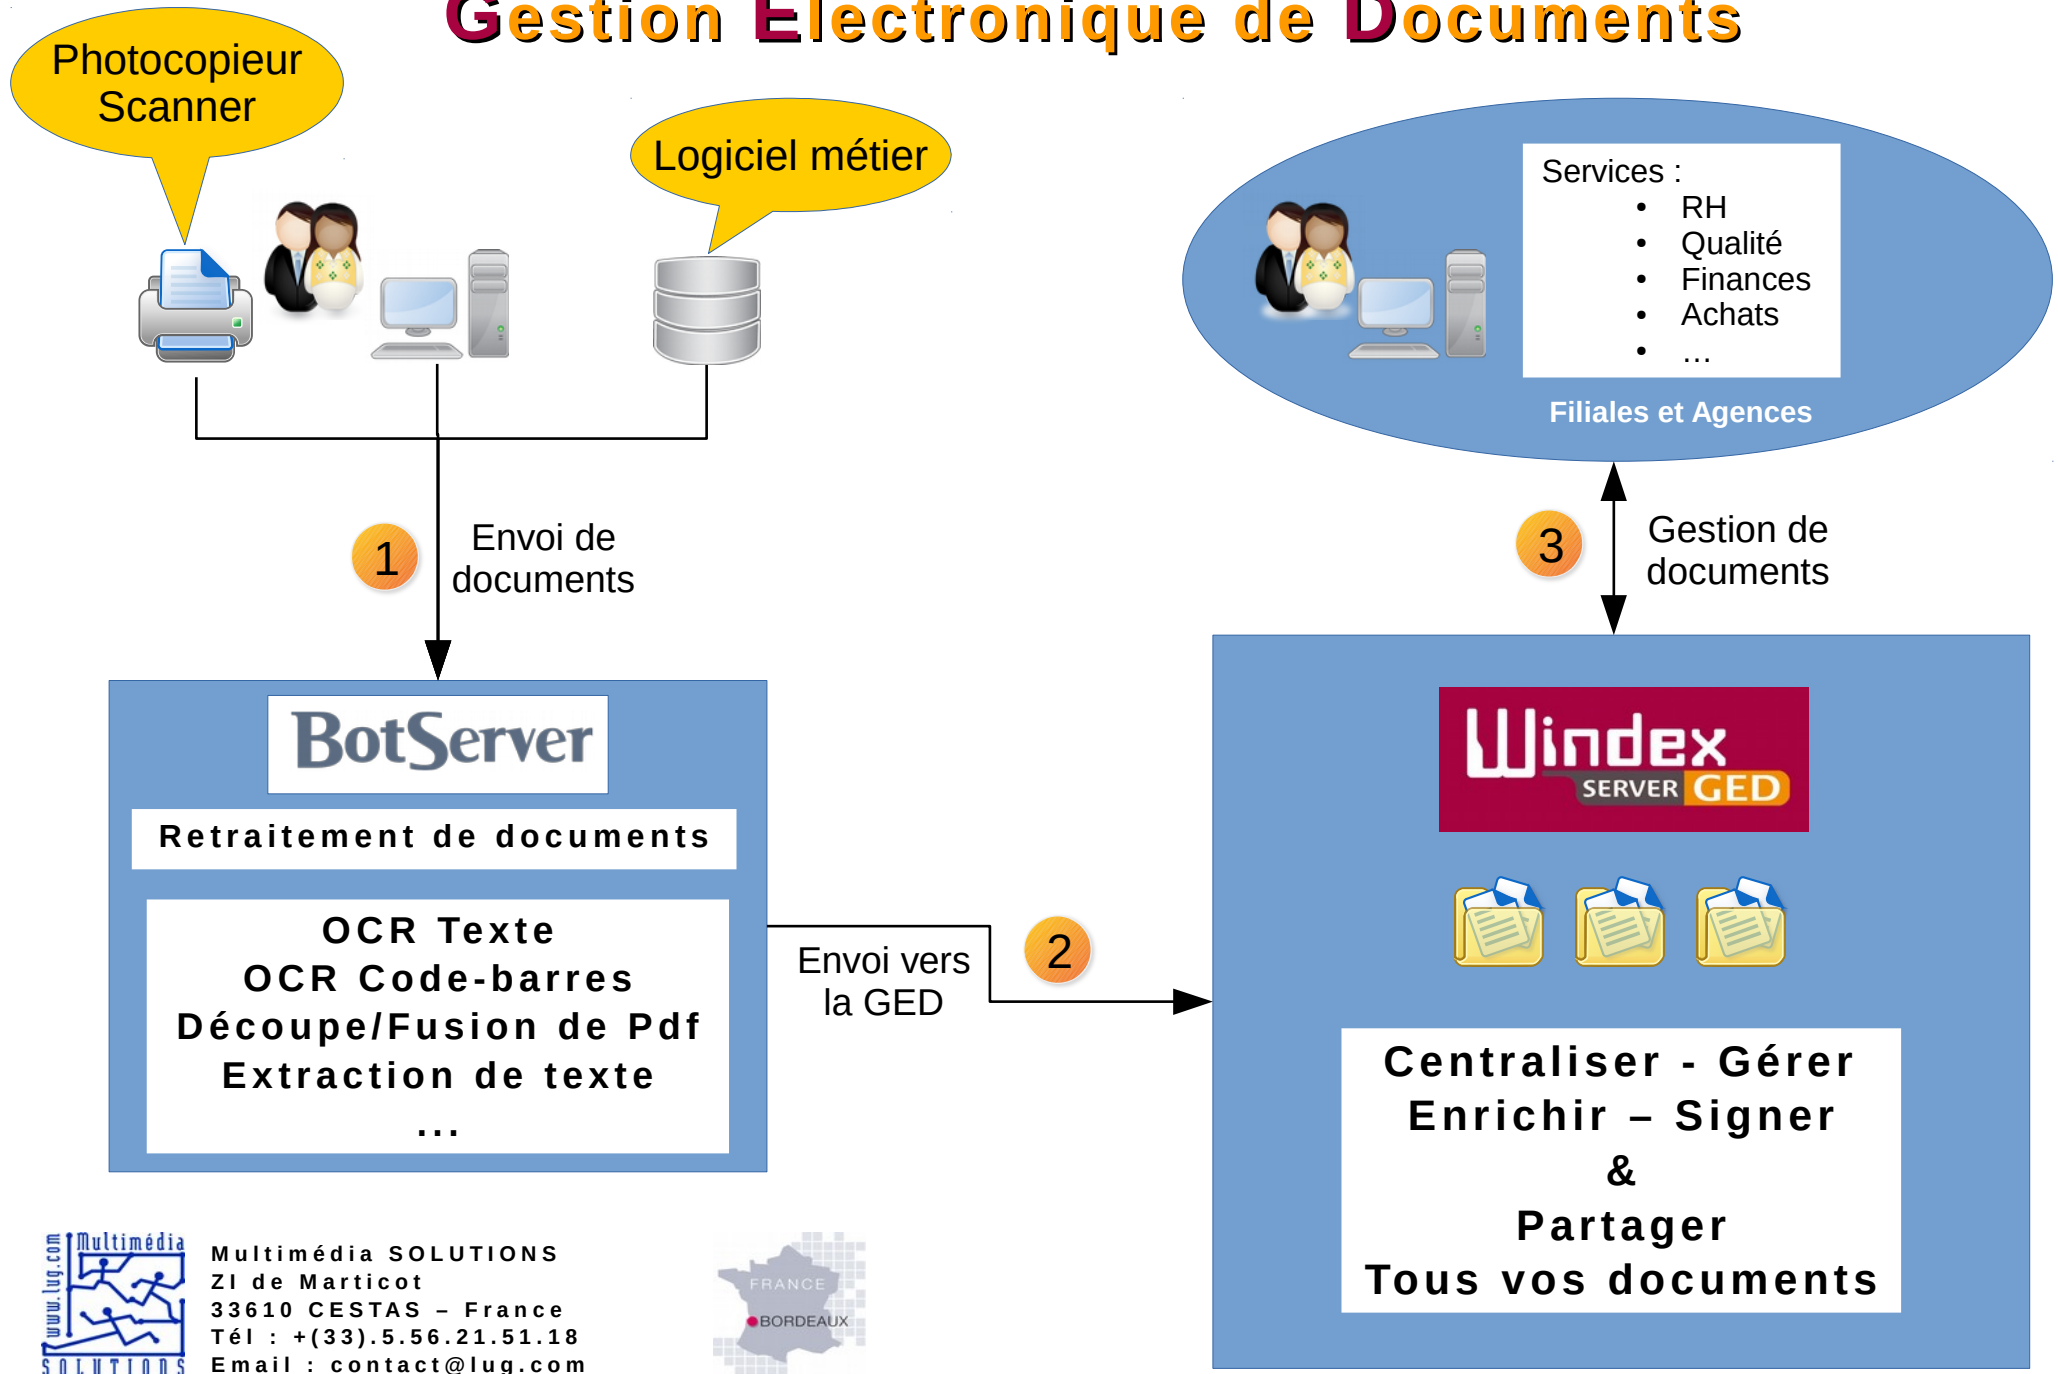 Gestion Electronique de Documents
Photocopieur
Scanner
Logiciel métier
Services :
• RH
• Qualité
• Finances
• Achats
• …
Filiales et Agences
1
Envoi de
documents
3
Gestion de
documents
BotServer
Retraitement de documents
OCR Texte
OCR Code-barres
Découpe/Fusion de Pdf
Extraction de texte
...
Envoi vers
la GED
2
Windex
SERVER GED
Centraliser - Gérer
Enrichir – Signer
&
Partager
Tous vos documents
www.lug.com
Multimédia
SOLUTIONS
Multimédia SOLUTIONS
ZI de Marticot
33610 CESTAS – France
Tél : +(33).5.56.21.51.18
Email : contact@lug.com
FRANCE
BORDEAUX